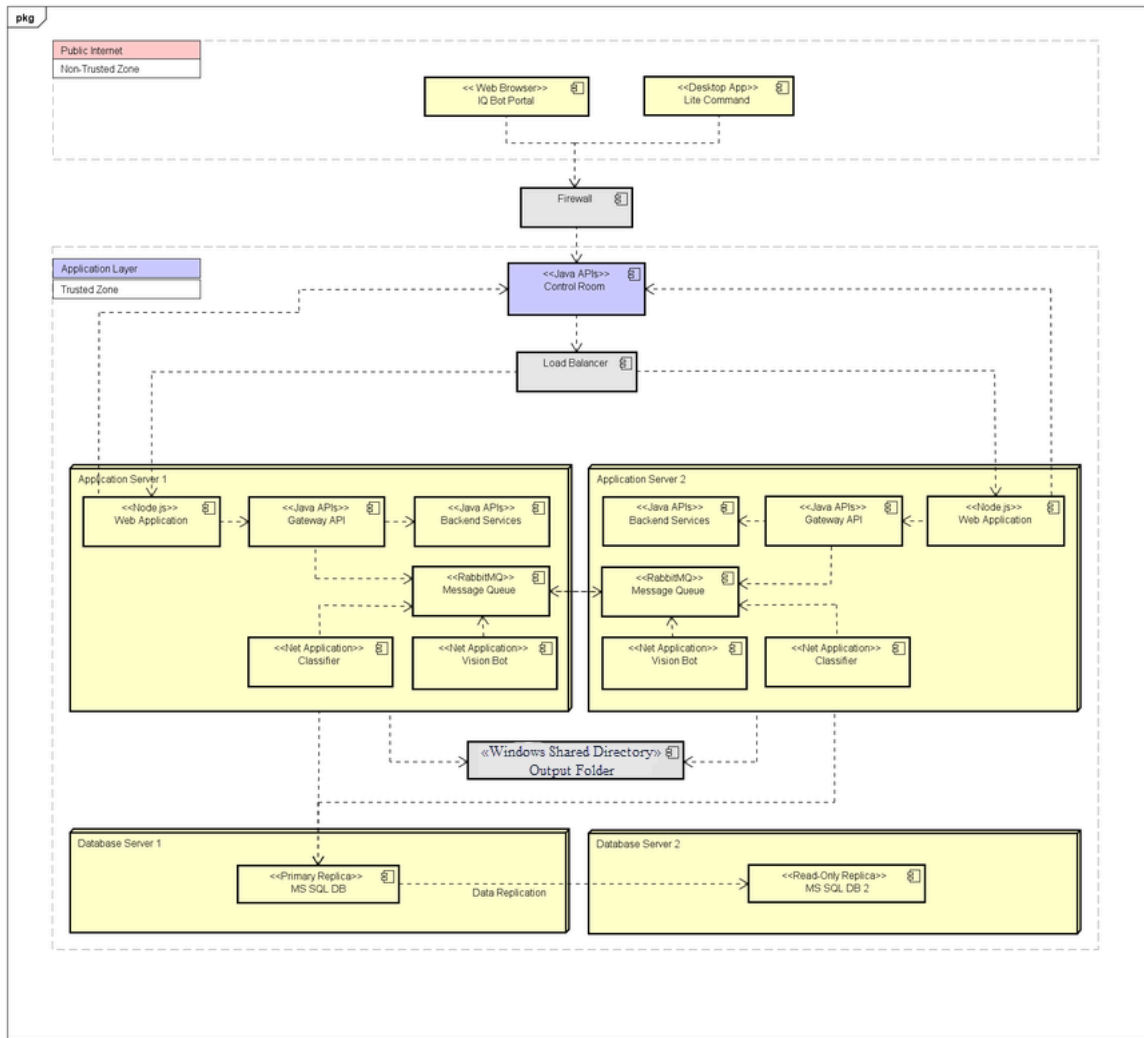 pkg
Public Internet
Non-Trusted Zone
<< Web Browser>>
IQ Bot Portal
<<Desktop App>>
Lite Command
Firewall
Application Layer
Trusted Zone
<<Java APIs>>
Control Room
Load Balancer
Application Server 1
<<Node.js>>
Web Application
<<Java APIs>>
Gateway API
<<Java APIs>>
Backend Services
<<RabbitMQ>>
Message Queue
<<Net Application>>
Classifier
<<Net Application>>
Vision Bot
Application Server 2
<<Java APIs>>
Backend Services
<<Java APIs>>
Gateway API
<<Node.js>>
Web Application
<<RabbitMQ>>
Message Queue
<<Net Application>>
Vision Bot
<<Net Application>>
Classifier
«Windows Shared Directory»
Output Folder
Database Server 1
<<Primary Replica>>
MS SQL DB
Data Replication
Database Server 2
<<Read-Only Replica>>
MS SQL DB 2